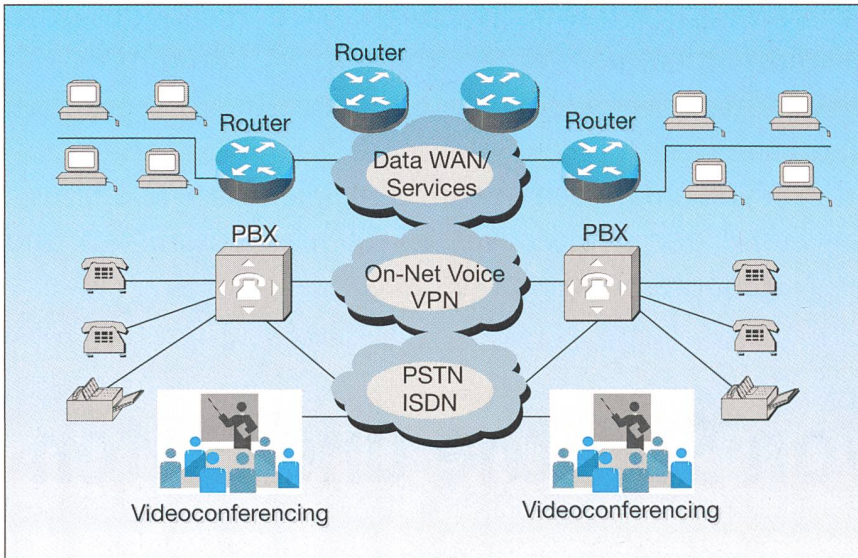 Router
Router
Router
Data WAN/
Services
PBX
PBX
On-Net Voice
VPN
PSTN
ISDN
Videoconferencing
Videoconferencing